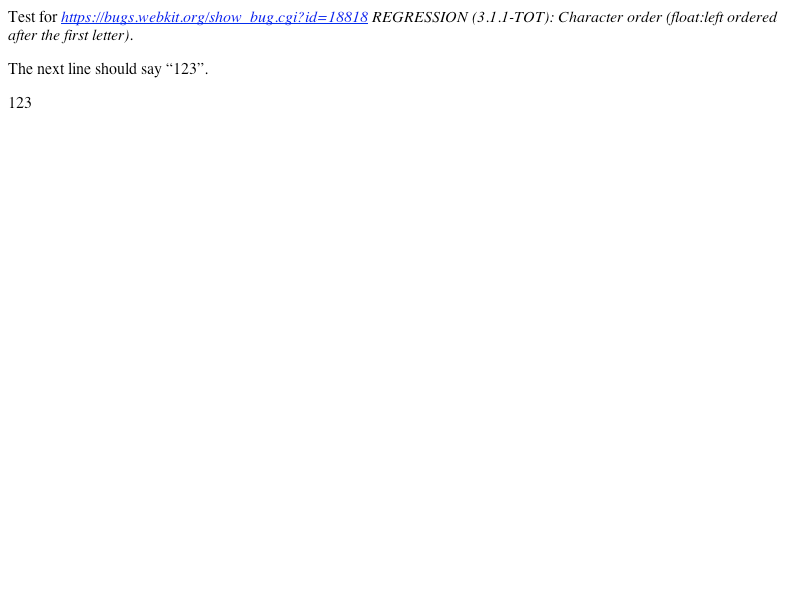 Test for https://bugs.webkit.org/show_bug.cgi?id=18818 REGRESSION (3.1.1-TOT): Character order (float:left ordered
after the first letter).
The next line should say “123”.
123